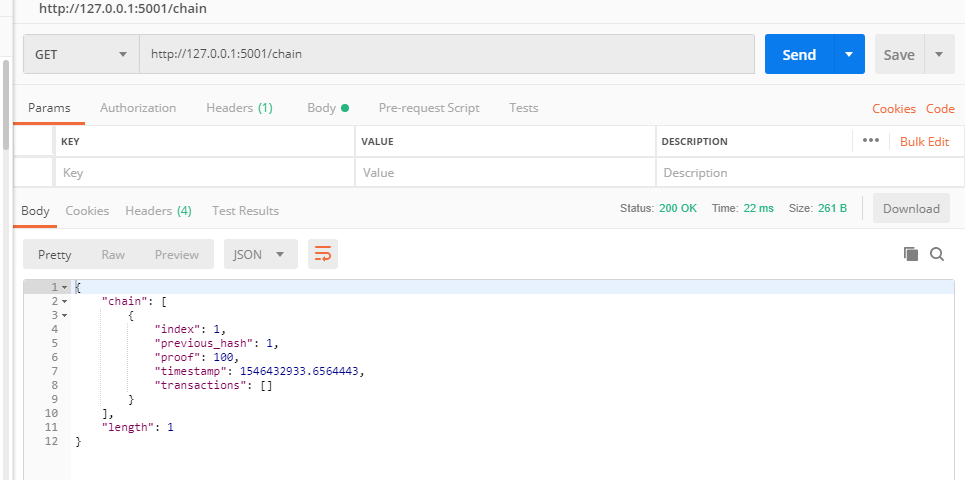 http://127.0.0.1:5001/chain
GET http://127.0.0.1:5001/chain Send Save
Params Authorization Headers (1) Body Pre-request Script Tests Cookies Code
KEY VALUE DESCRIPTION ••• Bulk Edit
Key Value Description
Body Cookies Headers (4) Test Results Status: 200 OK Time: 22 ms Size: 261 B Download
Pretty Raw Preview JSON
1 {
2 "chain": [
3 {
4 "index": 1,
5 "previous_hash": 1,
6 "proof": 100,
7 "timestamp": 1546432933.6564443,
8 "transactions": []
9 }
10 ],
11 "length": 1
12 }